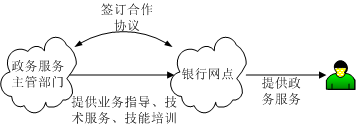 签订合作
协议
政务服务
主管部门
银行网点
提供政
务服务
提供业务指导、技
术服务、技能培训